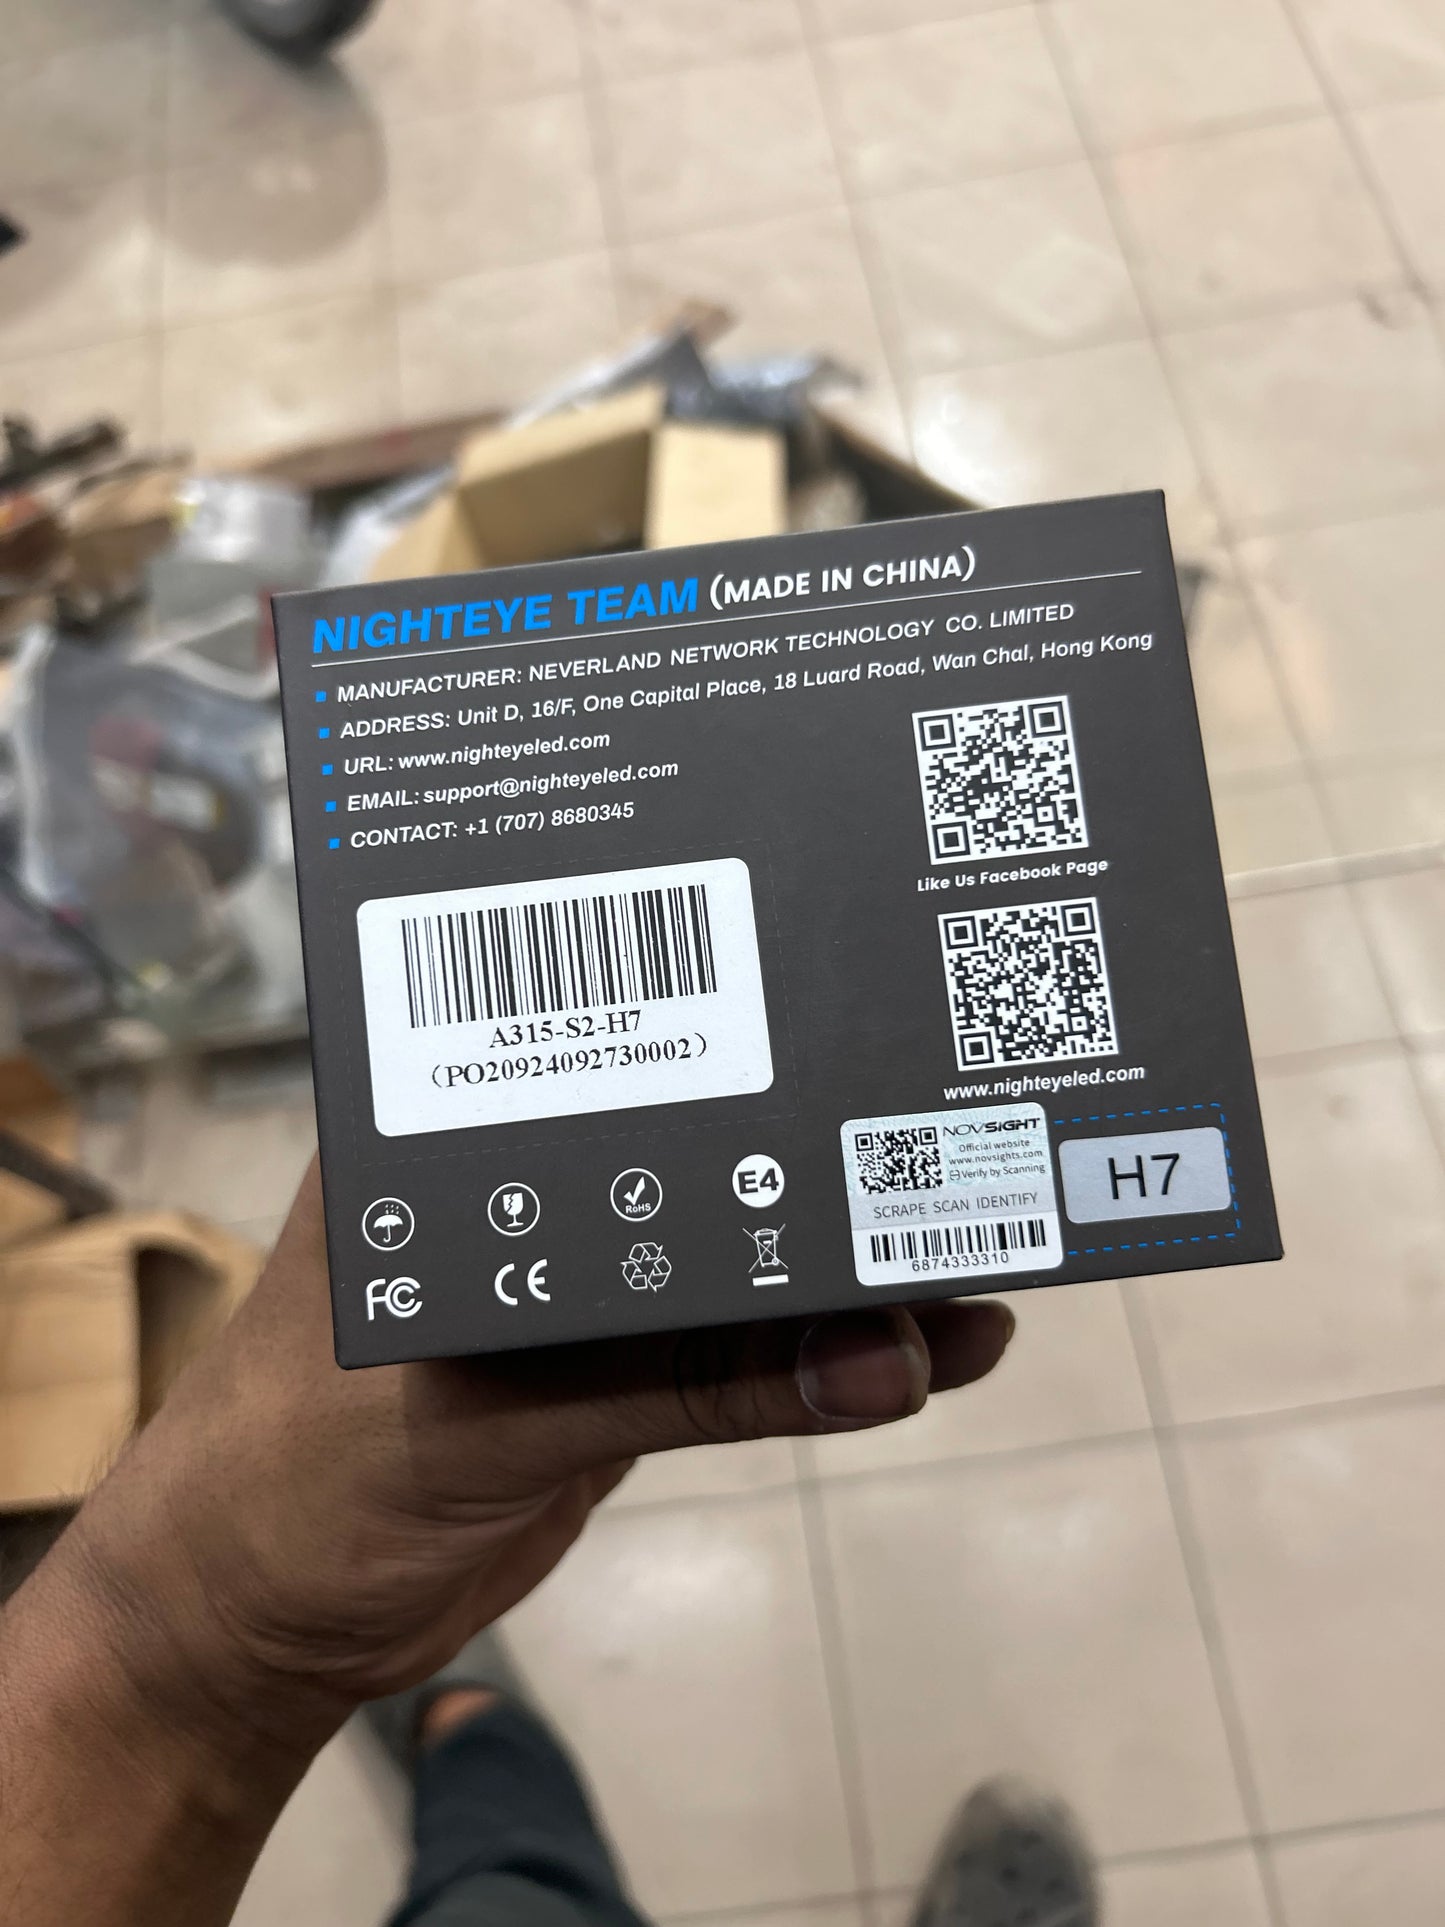 NIGHTEYE TEAM (MADE IN CHINA)
MANUFACTURER: NEVERLAND NETWORK TECHNOLOGY CO. LIMITED
ADDRESS: Unit D, 16/F, One Capital Place, 18 Luard Road, Wan Chal, Hong Kong
URL: www.nighteyeled.com
EMAIL: support@nighteyeled.com
CONTACT: +1 (707) 8680345
Like Us Facebook Page
A315-S2-H7
(PO20924092730002)
www.nighteyeled.com
NOVSIGHT
Official website
www.novsights.com
Verify by Scanning
SCRAPE SCAN IDENTIFY
6874333310
H7
RoHS
E4
FC
CE